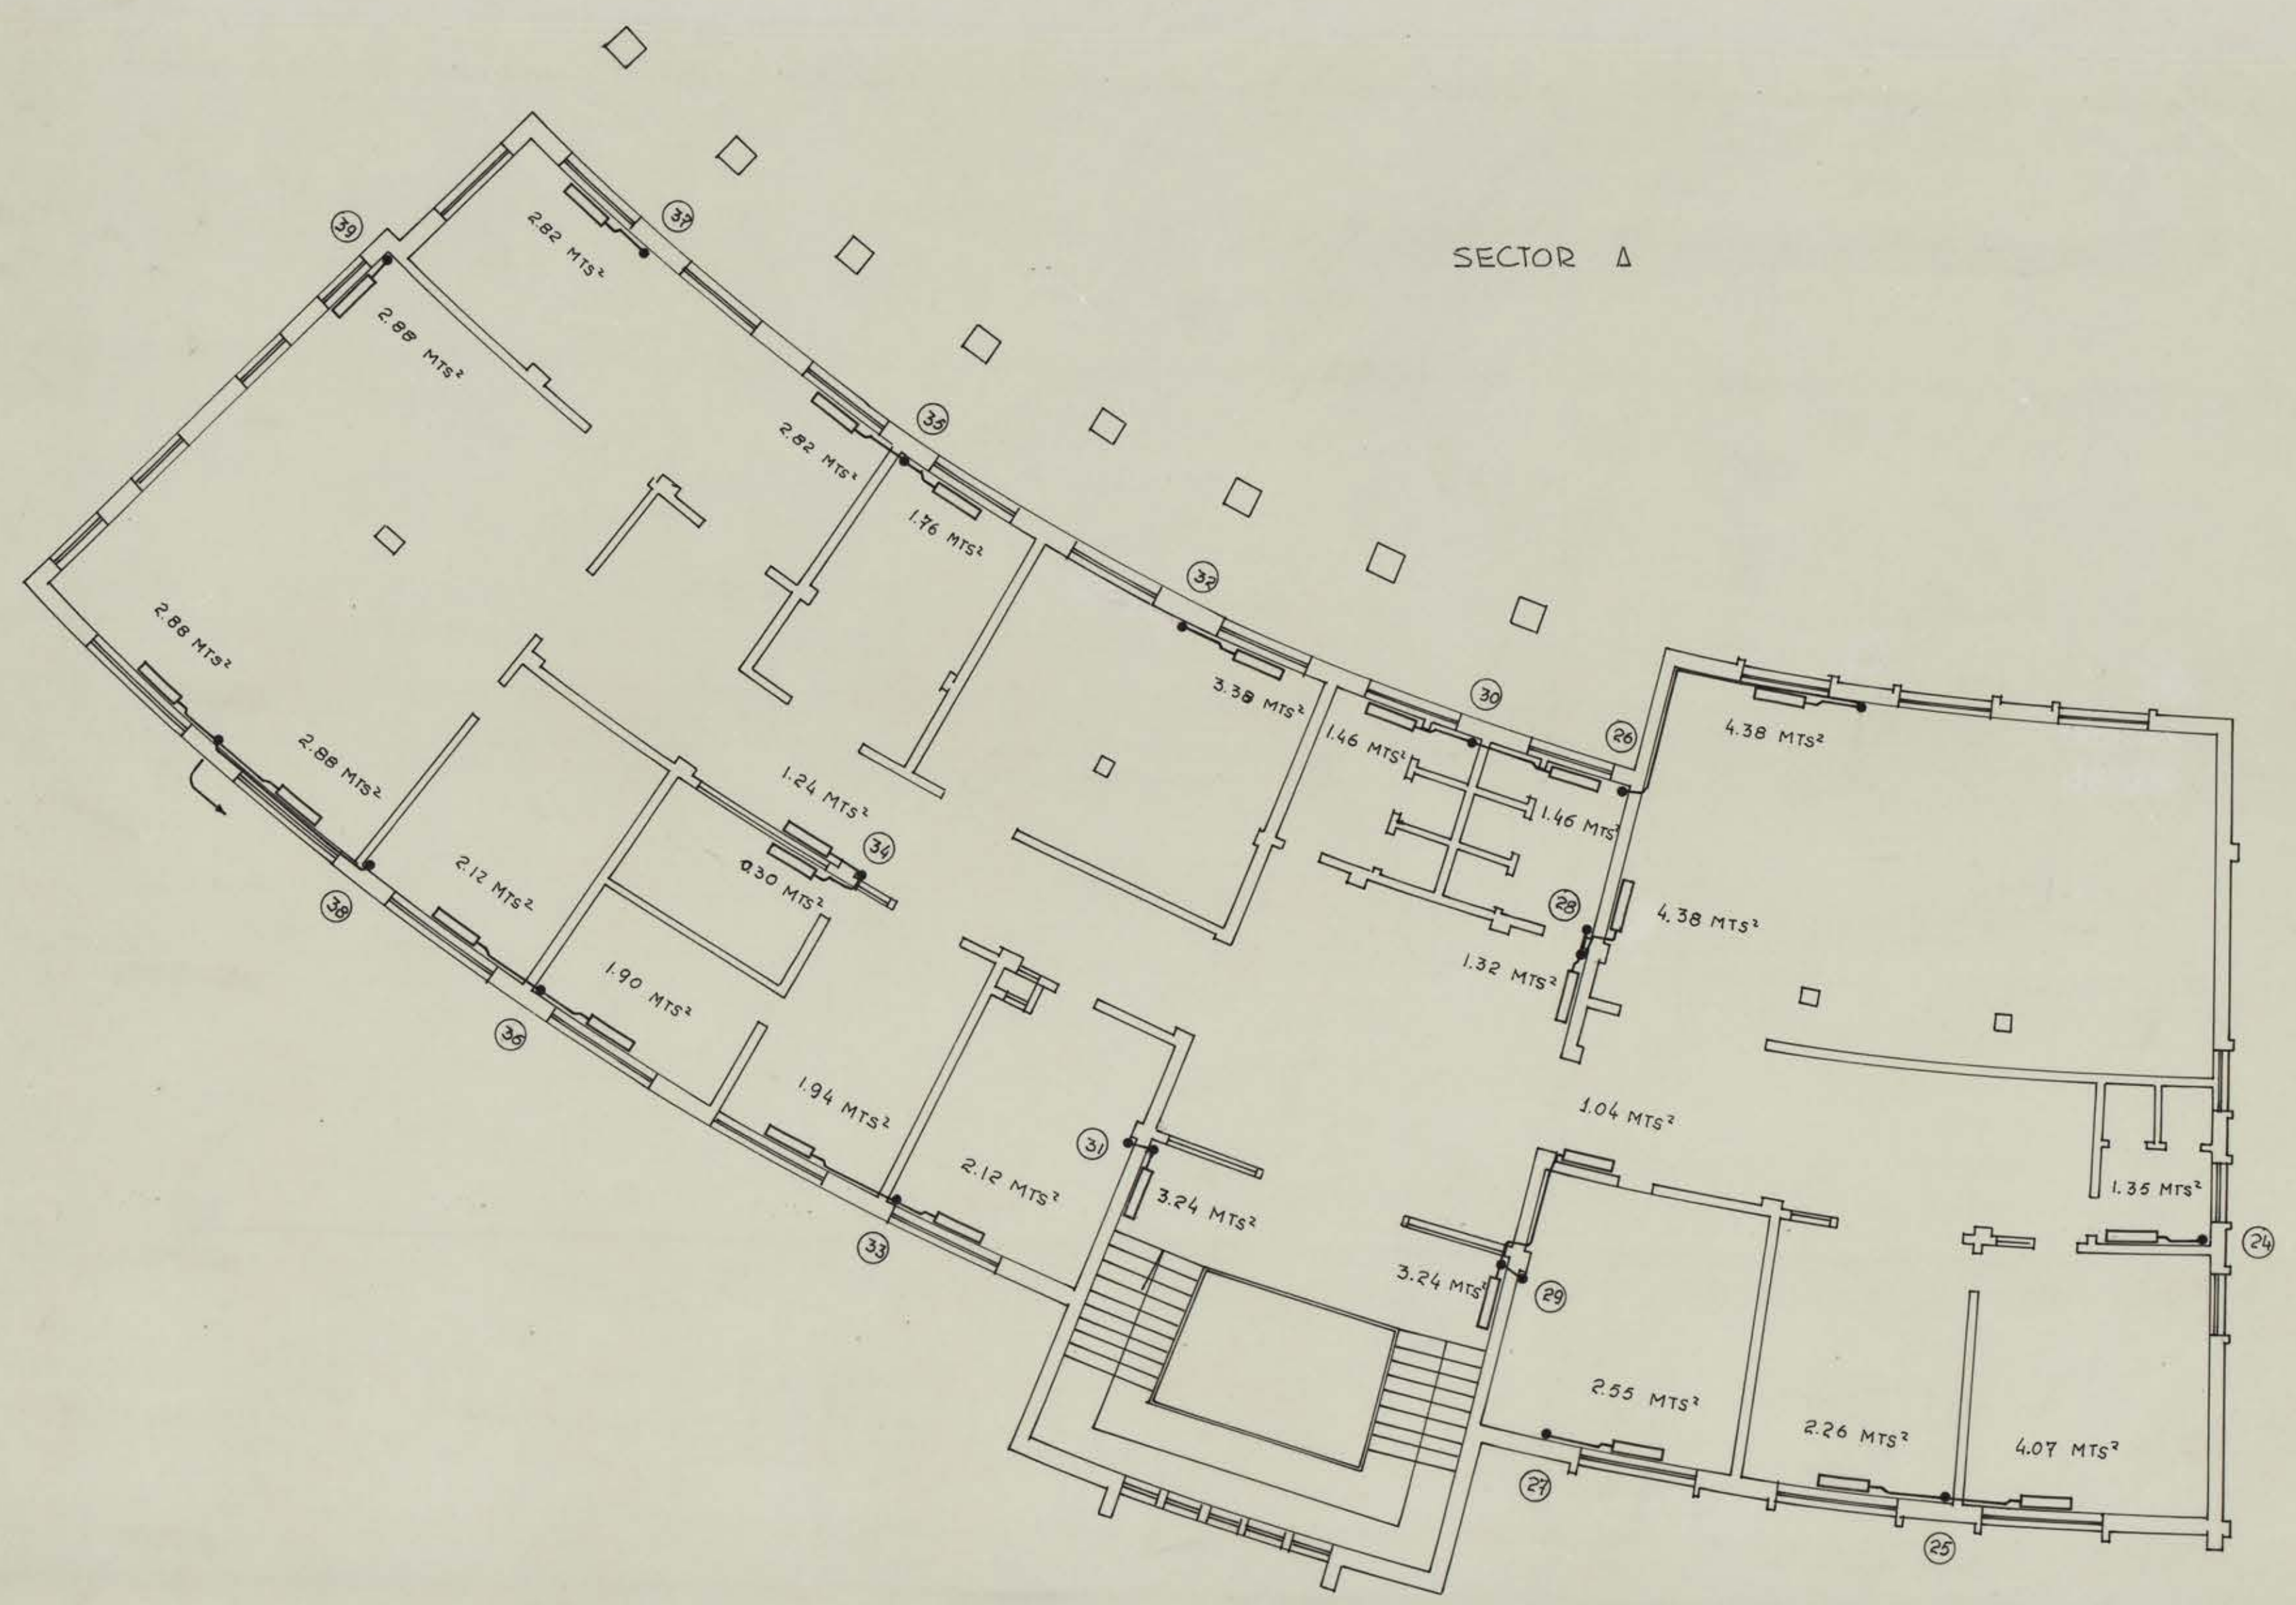 SECTOR A
39
37
2.82 MTS²
2.88 MTS²
35
2.82 MTS²
1.76 MTS²
32
2.88 MTS²
3.38 MTS²
30
26
1.46 MTS²
4.38 MTS²
2.88 MTS²
1.24 MTS²
1.46 MTS²
34
0.30 MTS²
2.12 MTS²
38
28
4.38 MTS²
1.32 MTS²
1.90 MTS²
36
1.94 MTS²
1.04 MTS²
31
2.12 MTS²
3.24 MTS²
1.35 MTS²
33
24
3.24 MTS²
29
2.55 MTS²
2.26 MTS²
4.07 MTS²
27
25